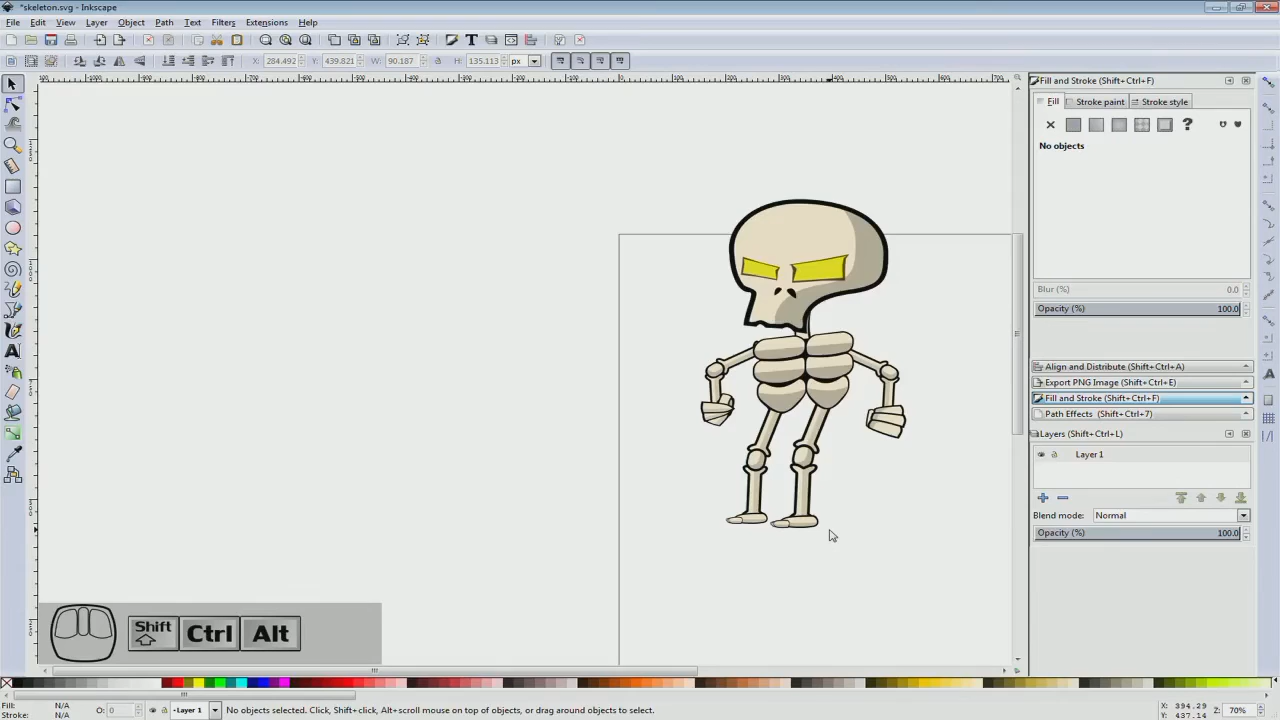 *skeleton.svg - Inkscape
File Edit View Layer Object Path Text Filters Extensions Help
X: 284.492 Y: 439.821 W: 90.187 H: 135.113 px
Fill and Stroke (Shift+Ctrl+F)
Fill Stroke paint Stroke style
No objects
Blur (%) 0.0
Opacity (%) 100.0
Align and Distribute (Shift+Ctrl+A)
Export PNG Image (Shift+Ctrl+E)
Fill and Stroke (Shift+Ctrl+F)
Path Effects (Shift+Ctrl+7)
Layers (Shift+Ctrl+L)
Layer 1
Blend mode: Normal
Opacity (%) 100.0
Shift Ctrl Alt
Fill: N/A
Stroke: N/A
O: 0
Layer 1
No objects selected. Click, Shift+click, Alt+scroll mouse on top of objects, or drag around objects to select.
X: 394.29
Y: 437.14
Z: 70%